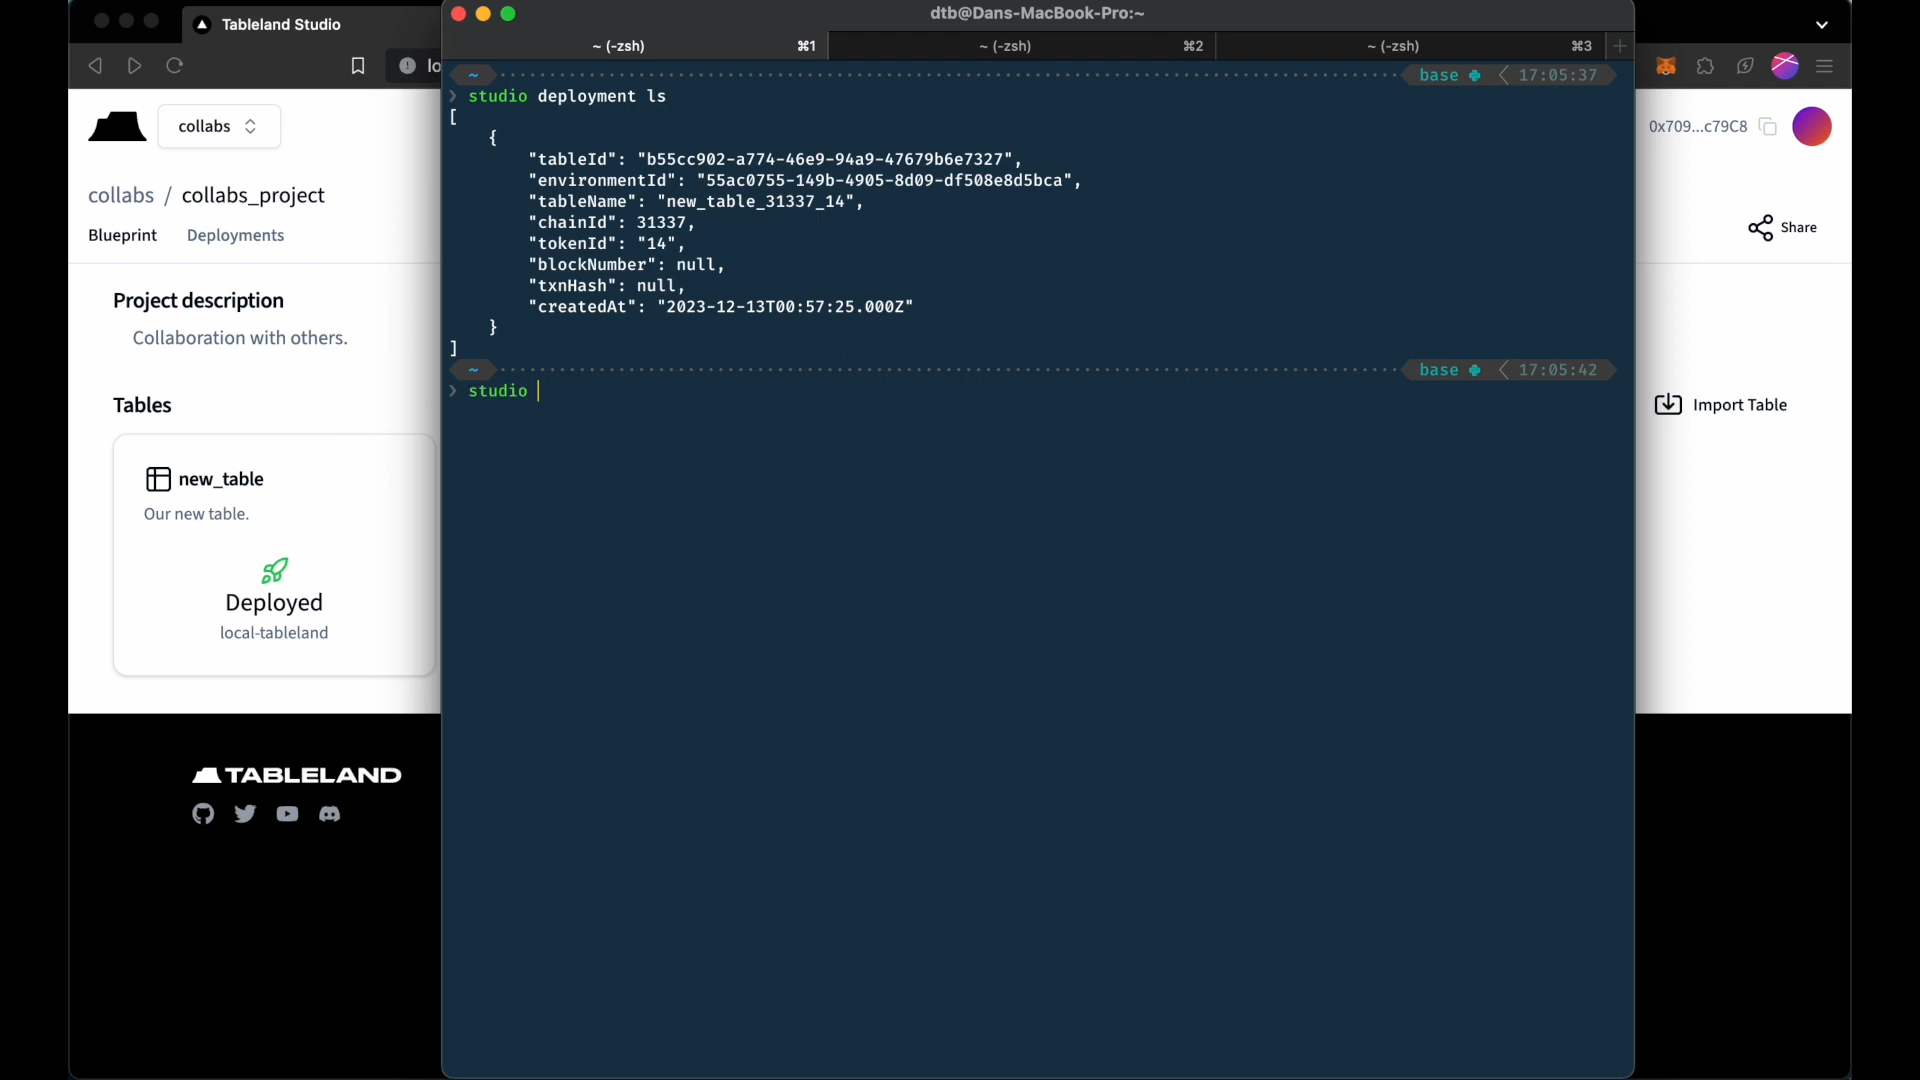 Tableland Studio
lo
collabs
collabs / collabs_project
Blueprint Deployments
Project description
Collaboration with others.
Tables
new_table
Our new table.
Deployed
local-tableland
TABLELAND
dtb@Dans-MacBook-Pro:~
~ (-zsh) ⌘1 ~ (-zsh) ⌘2 ~ (-zsh) ⌘3
~ base 17:05:37
❯ studio deployment ls
[
{
"tableId": "b55cc902-a774-46e9-94a9-47679b6e7327",
"environmentId": "55ac0755-149b-4905-8d09-df508e8d5bca",
"tableName": "new_table_31337_14",
"chainId": 31337,
"tokenId": "14",
"blockNumber": null,
"txnHash": null,
"createdAt": "2023-12-13T00:57:25.000Z"
}
]
~ base 17:05:42
❯ studio
0x709...c79C8
Share
Import Table